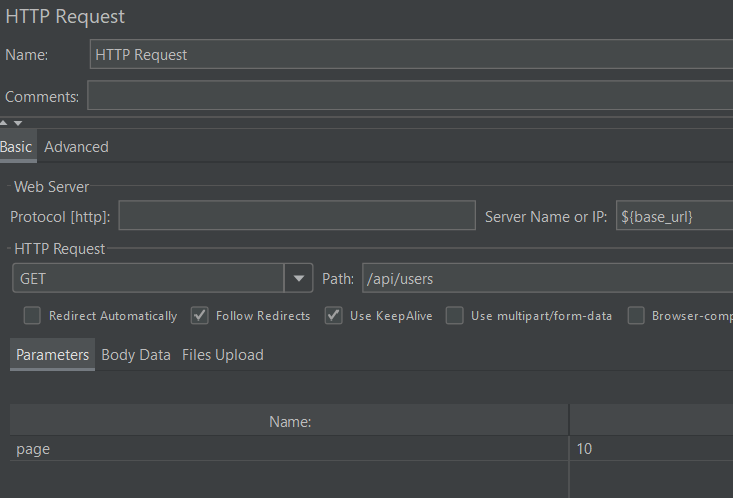 HTTP Request
Name: HTTP Request
Comments:
Basic Advanced
Web Server
Protocol [http]: Server Name or IP: ${base_url}
HTTP Request
GET Path: /api/users
Redirect Automatically Follow Redirects Use KeepAlive Use multipart/form-data Browser-comp
Parameters Body Data Files Upload
Name:
page 10